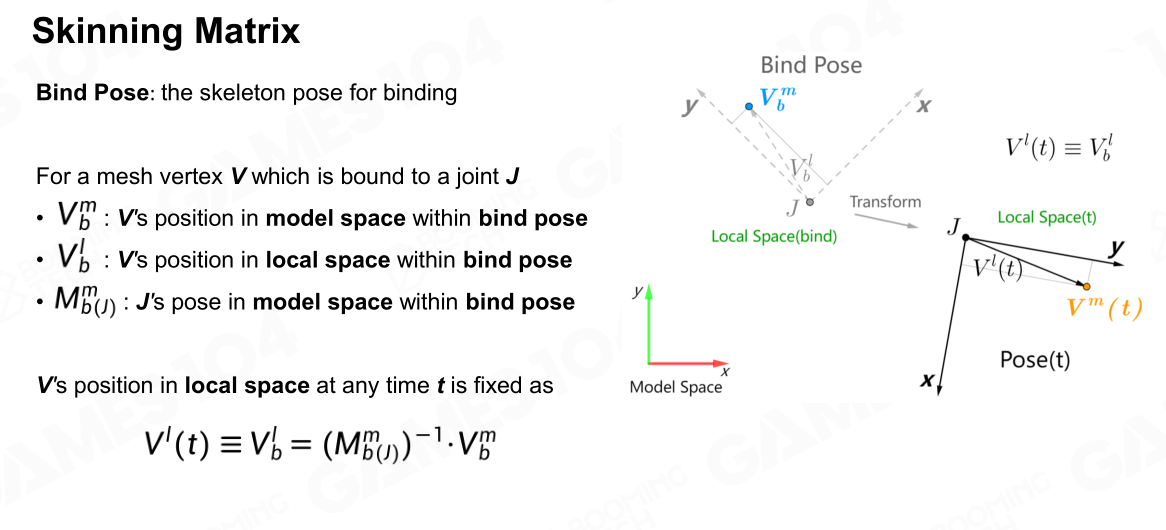 Skinning Matrix
Bind Pose: the skeleton pose for binding
For a mesh vertex V which is bound to a joint J
• V_b^m : V's position in model space within bind pose
• V_b^l : V's position in local space within bind pose
• M_{b(J)}^m : J's pose in model space within bind pose
V's position in local space at any time t is fixed as
V^l(t) ≡ V_b^l = (M_{b(J)}^m)^{-1}·V_b^m
Bind Pose
y
V_b^m
x
V_b^l
J
Local Space(bind)
Transform
V^l(t) ≡ V_b^l
J
Local Space(t)
y
V^l(t)
V^m(t)
x
Pose(t)
y
x
Model Space